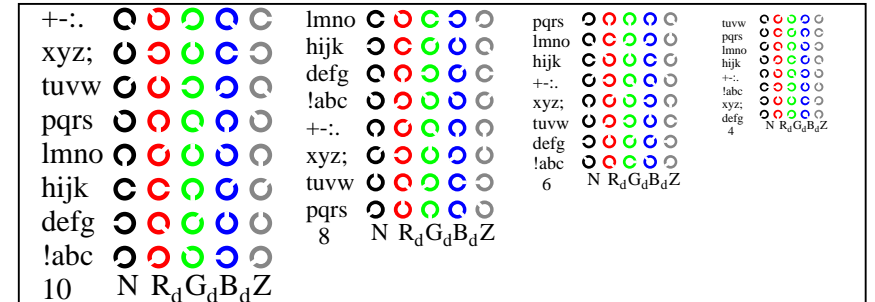 +-:.
xyz;
tuvw
pqrs
lmno
hijk
defg
!abc
10 N RdGdBdZ
lmno
hijk
defg
!abc
+-:.
xyz;
tuvw
pqrs
8 N RdGdBdZ
pqrs
lmno
hijk
+-:.
xyz;
tuvw
defg
!abc
6 N RdGdBdZ
tuvw
pqrs
lmno
hijk
+-:.
!abc
xyz;
defg
4 N RdGdBdZ